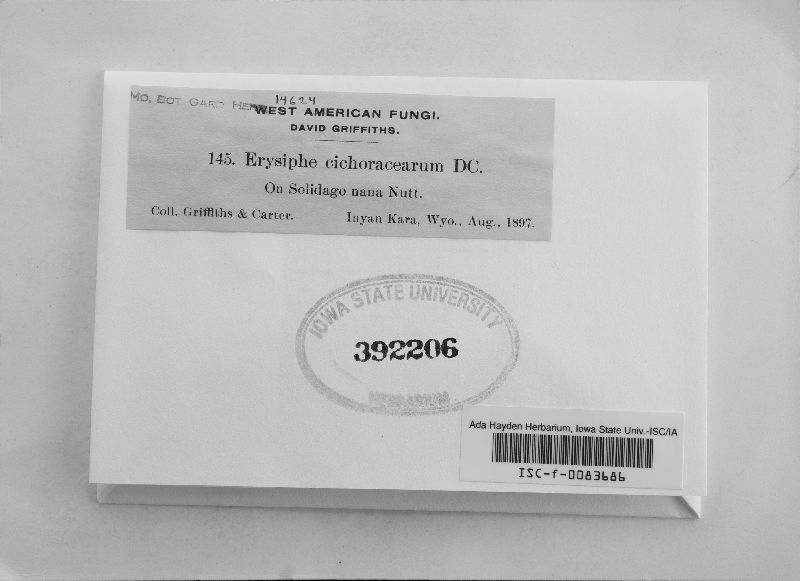 MO. BOT. GARD HERB 14624
WEST AMERICAN FUNGI.
DAVID GRIFFITHS.
145. Erysiphe cichoracearum DC.
On Solidago nana Nutt.
Coll. Griffiths & Carter. Inyan Kara, Wyo., Aug., 1897.
IOWA STATE UNIVERSITY
392206
HERBARIUM
Ada Hayden Herbarium, Iowa State Univ.-ISC/IA
ISC-f-0083686